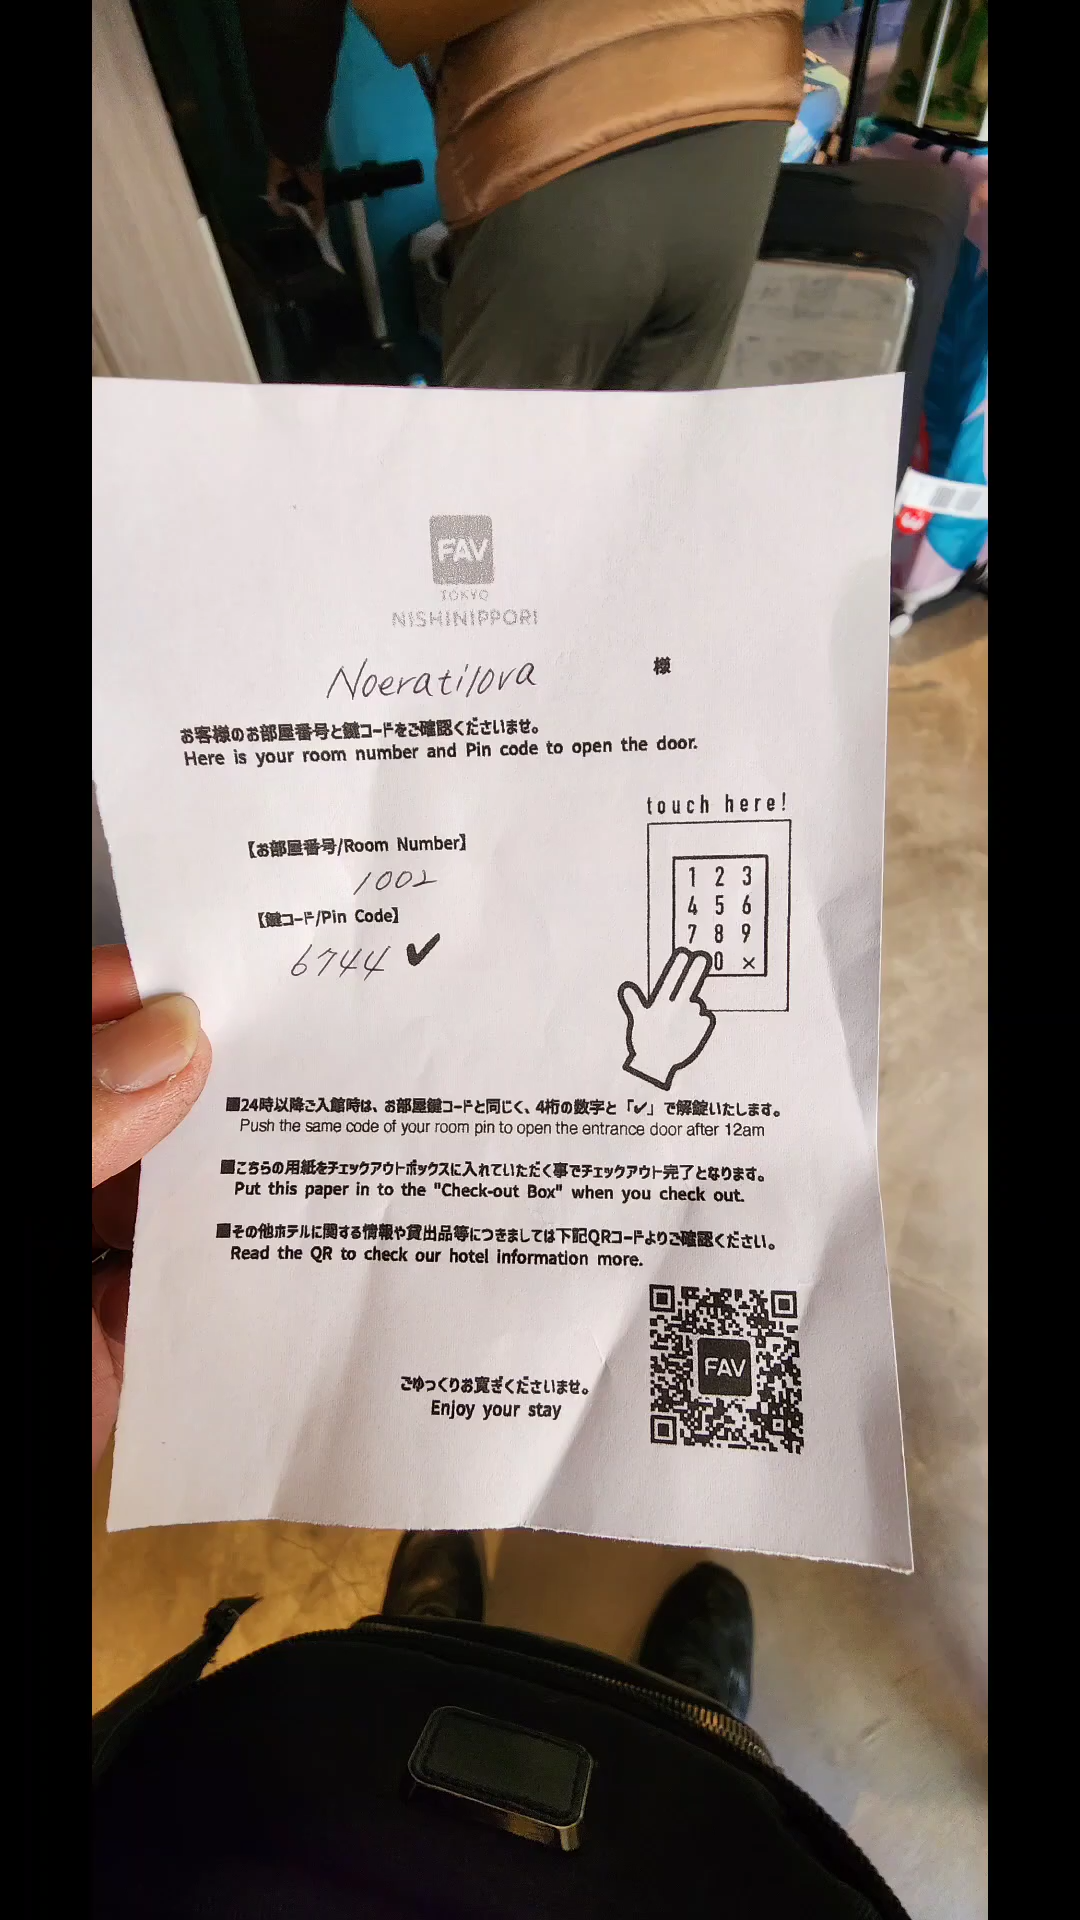 FAV
TOKYO
NISHINIPPORI
Noeratilova 様
お客様のお部屋番号と鍵コードをご確認くださいませ。
Here is your room number and Pin code to open the door.
touch here!
1 2 3
4 5 6
7 8 9
0 ×
【お部屋番号/Room Number】
1002
【鍵コード/Pin Code】
6744 ✔
■24時以降ご入館時は、お部屋鍵コードと同じく、4桁の数字と「✔」で解錠いたします。
Push the same code of your room pin to open the entrance door after 12am
■こちらの用紙をチェックアウトボックスに入れていただく事でチェックアウト完了となります。
Put this paper in to the "Check-out Box" when you check out.
■その他ホテルに関する情報や貸出品等につきましては下記QRコードよりご確認ください。
Read the QR to check our hotel information more.
FAV
ごゆっくりお寛ぎくださいませ。
Enjoy your stay